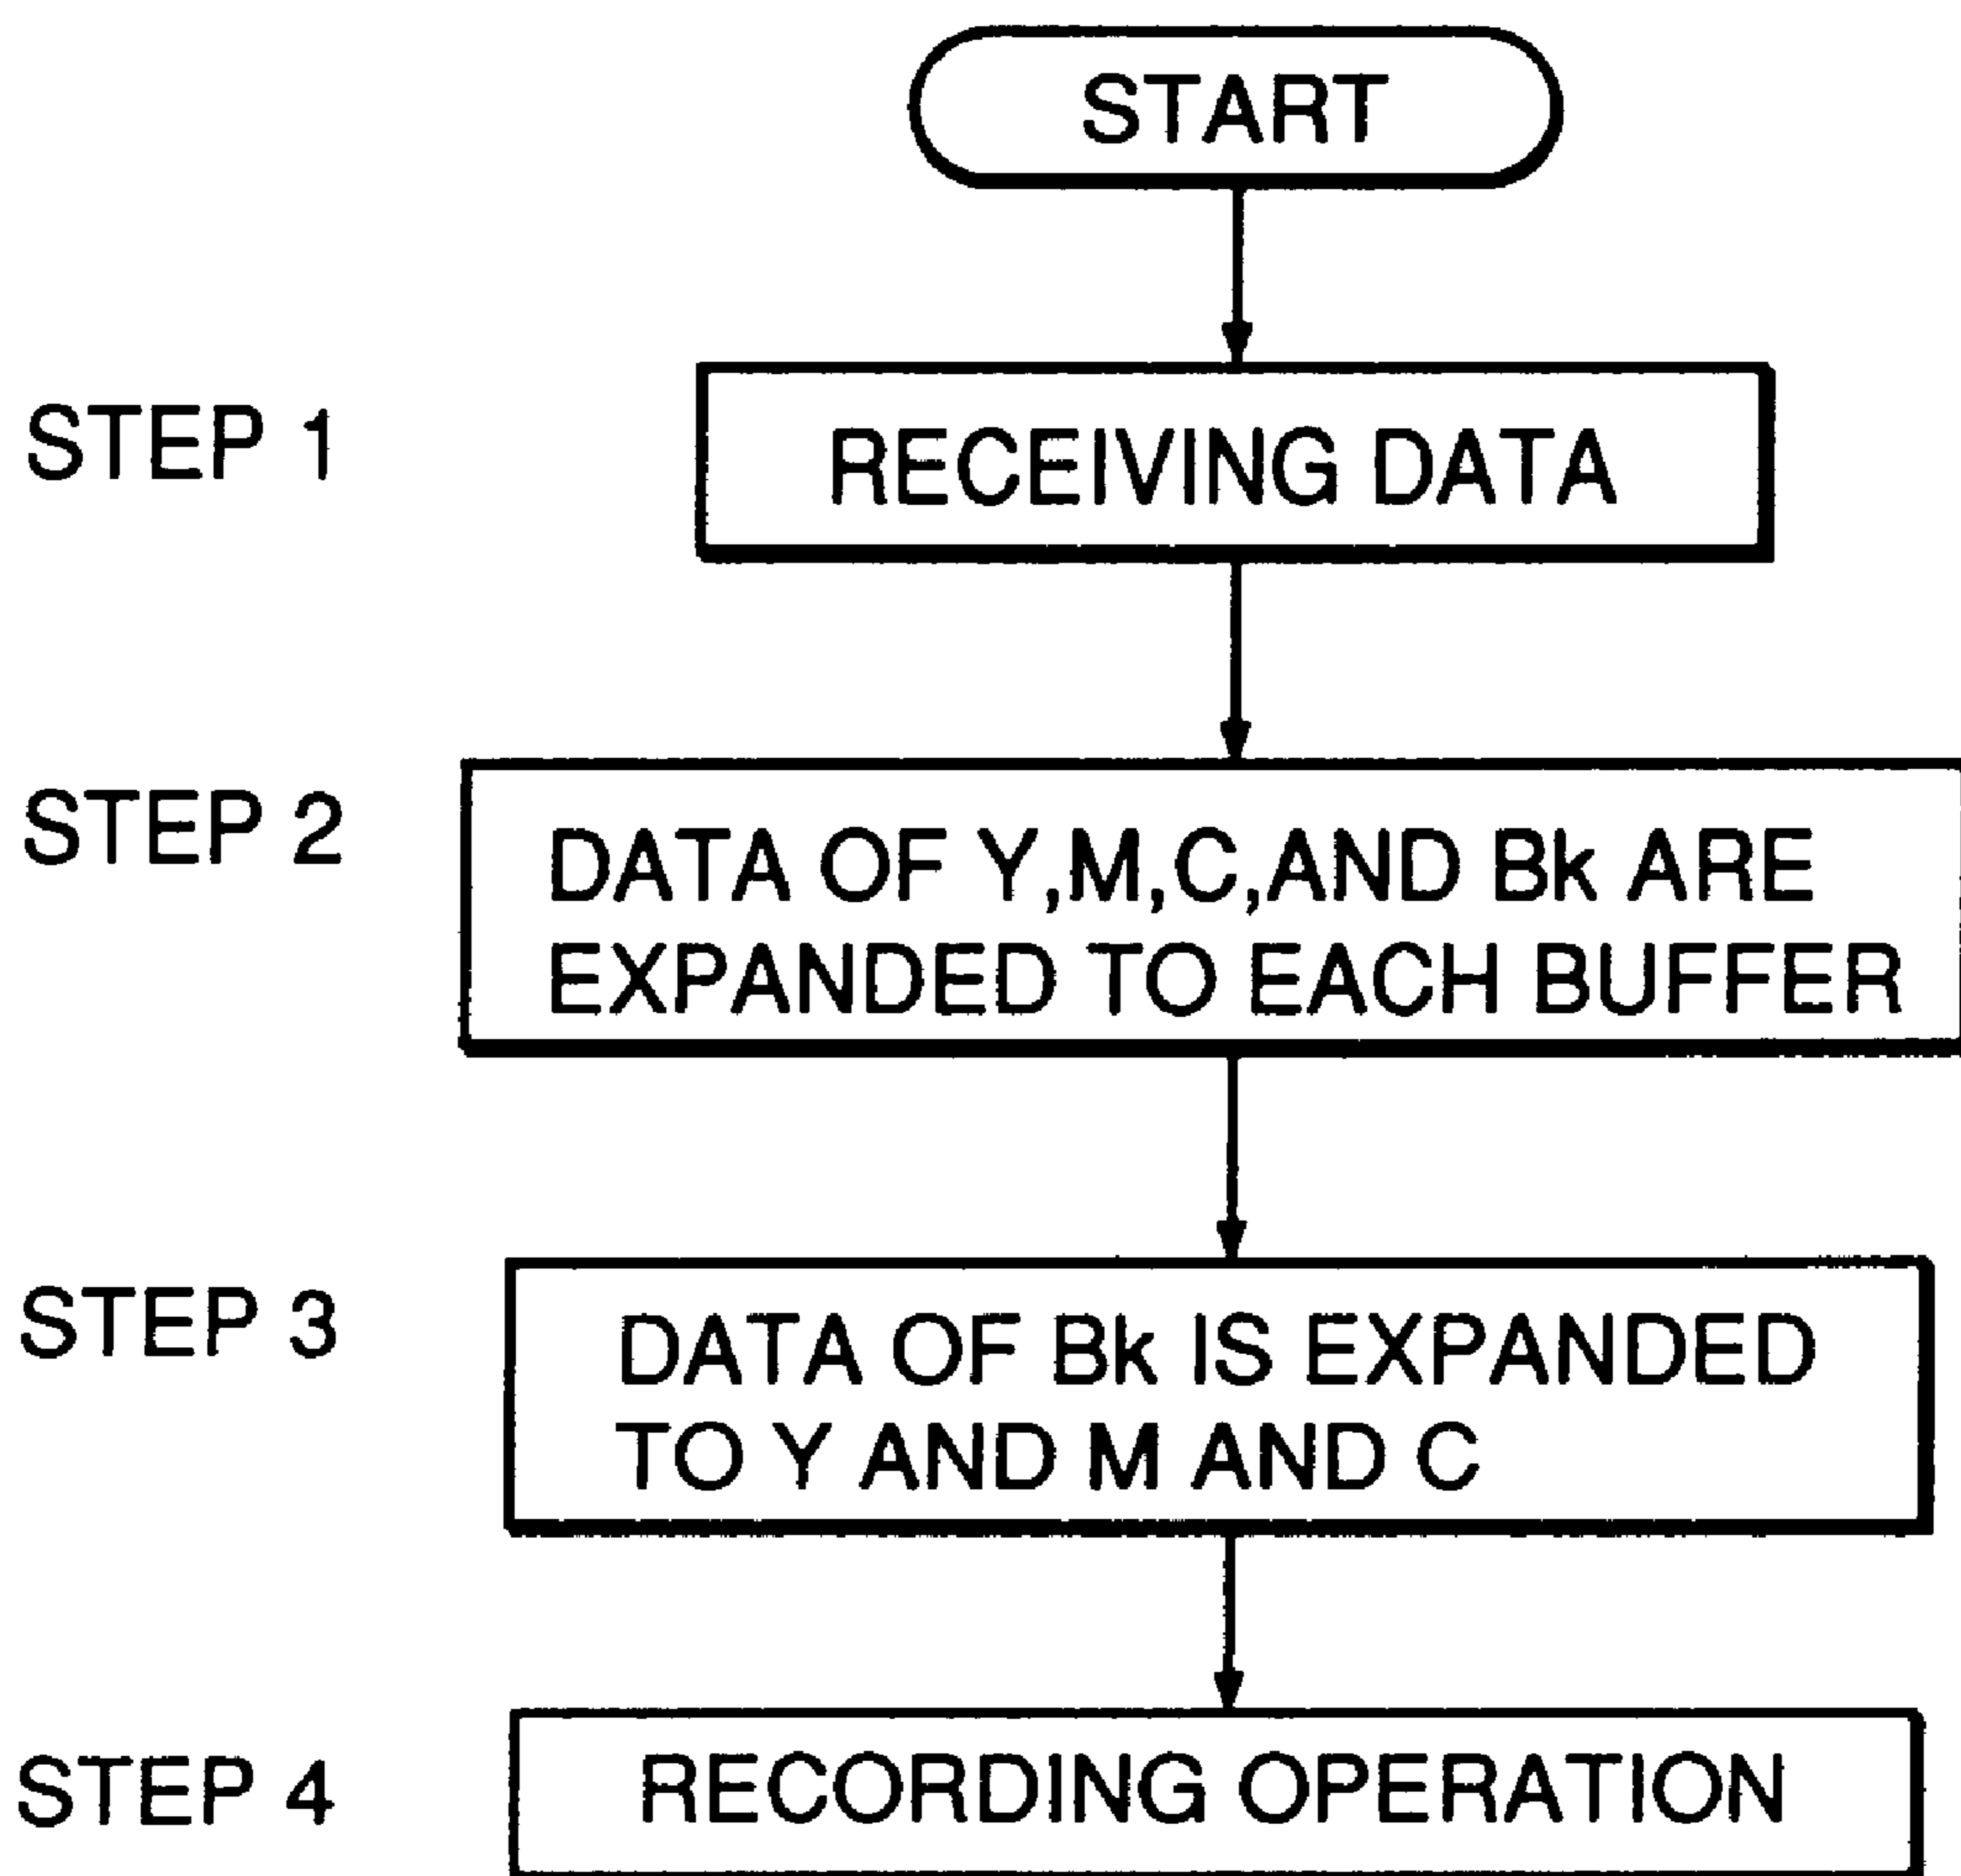 START
STEP 1
RECEIVING DATA
STEP 2
DATA OF Y,M,C,AND Bk ARE
EXPANDED TO EACH BUFFER
STEP 3
DATA OF Bk IS EXPANDED
TO Y AND M AND C
STEP 4
RECORDING OPERATION